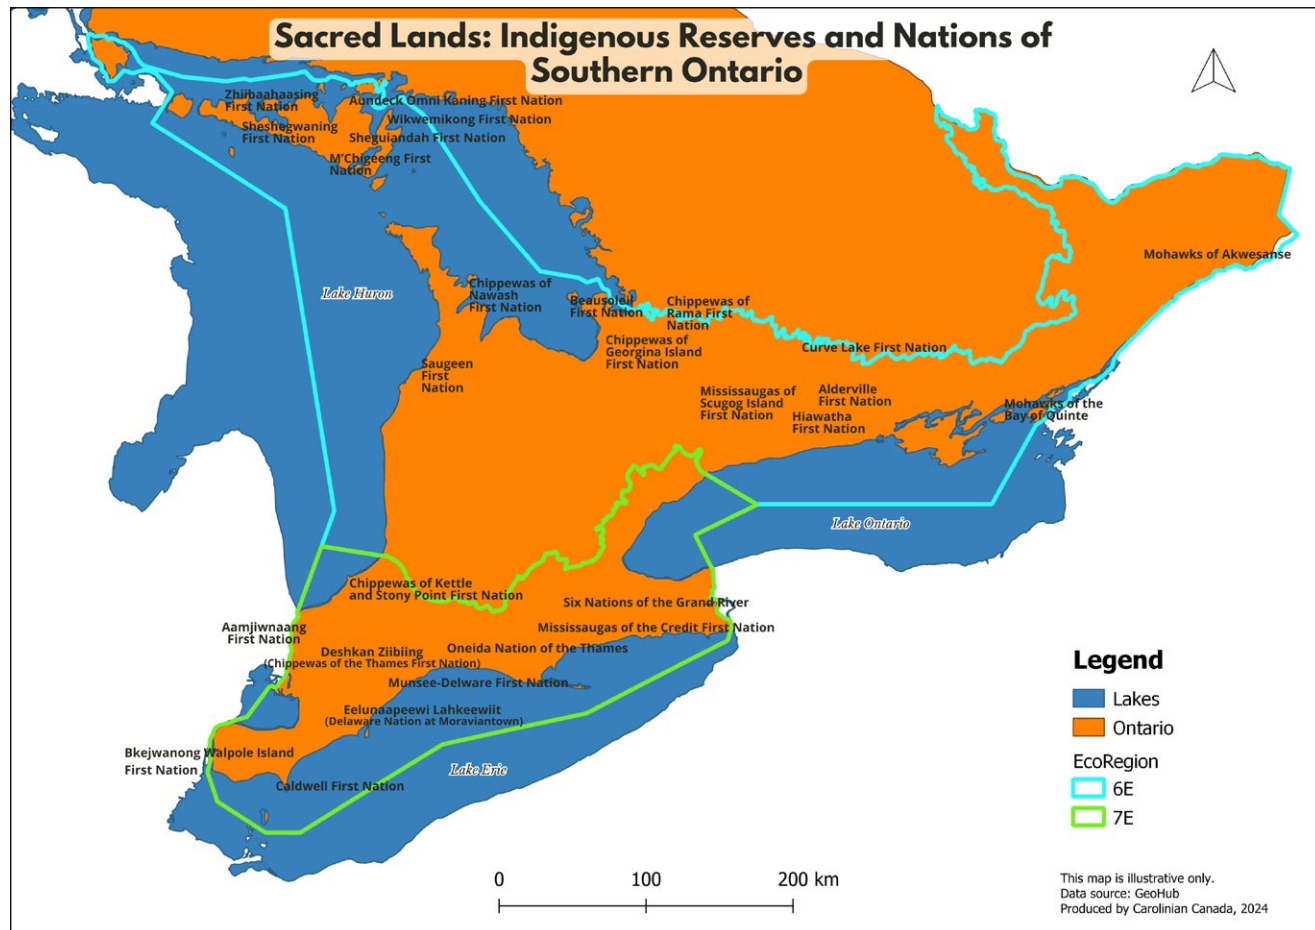 Sacred Lands: Indigenous Reserves and Nations of
Southern Ontario
Zhiibaahaasing
First Nation
Aundeck Omni Kaning First Nation
Wikwemikong First Nation
Sheshegwaning
First Nation
Sheguiandah First Nation
M'Chigeeng First
Nation
Mohawks of Akwesanse
Lake Huron
Chippewas of
Nawash
First Nation
Beausoleil
First Nation
Chippewas of
Rama First
Nation
Chippewas of
Georgina Island
First Nation
Curve Lake First Nation
Saugeen
First
Nation
Mississaugas of
Scugog Island
First Nation
Alderville
First Nation
Hiawatha
First Nation
Mohawks of the
Bay of Quinte
Lake Ontario
Chippewas of Kettle
and Stony Point First Nation
Six Nations of the Grand River
Aamjiwnaang
First Nation
Mississaugas of the Credit First Nation
Deshkan Ziibiing
(Chippewas of the Thames First Nation)
Oneida Nation of the Thames
Munsee-Delware First Nation
Eelunaapeewi Lahkeewiit
(Delaware Nation at Moraviantown)
Bkejwanong Walpole Island
First Nation
Lake Erie
Caldwell First Nation
Legend
Lakes
Ontario
EcoRegion
6E
7E
0 100 200 km
This map is illustrative only.
Data source: GeoHub
Produced by Carolinian Canada, 2024